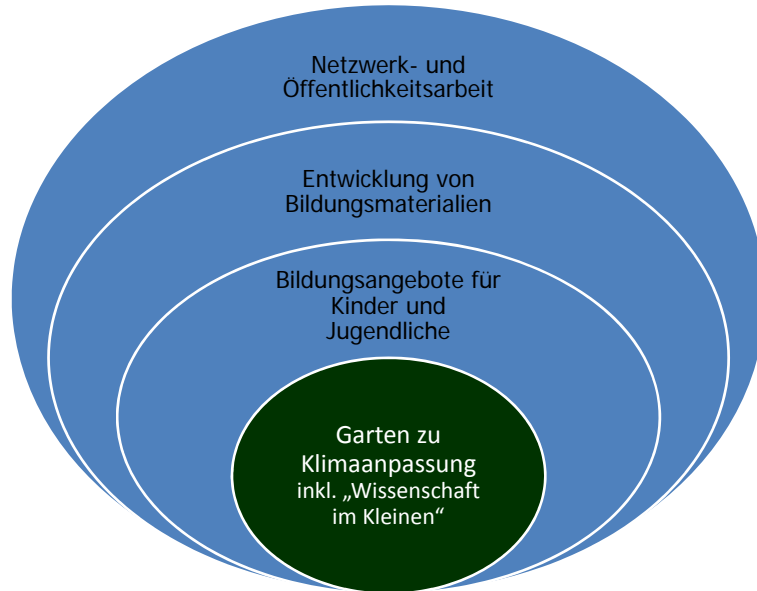 Netzwerk- und
Öffentlichkeitsarbeit
Entwicklung von
Bildungsmaterialien
Bildungsangebote für
Kinder und
Jugendliche
Garten zu
Klimaanpassung
inkl. „Wissenschaft
im Kleinen“